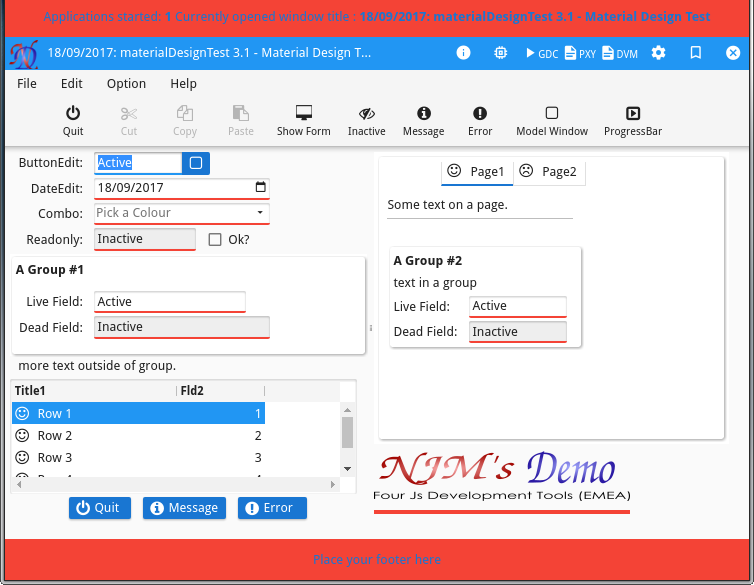 Applications started: 1 Currently opened window title : 18/09/2017: materialDesignTest 3.1 - Material Design Test
18/09/2017: materialDesignTest 3.1 - Material Design T... GDC PXY DVM
File Edit Option Help
Quit Cut Copy Paste Show Form Inactive Message Error Model Window ProgressBar
ButtonEdit: Active
DateEdit: 18/09/2017
Combo: Pick a Colour
Readonly: Inactive Ok?
A Group #1
Live Field: Active
Dead Field: Inactive
more text outside of group.
Title1 Fld2
Row 1 1
Row 2 2
Row 3 3
Quit Message Error
Page1 Page2
Some text on a page.
A Group #2
text in a group
Live Field: Active
Dead Field: Inactive
NJM's Demo
Four Js Development Tools (EMEA)
Place your footer here